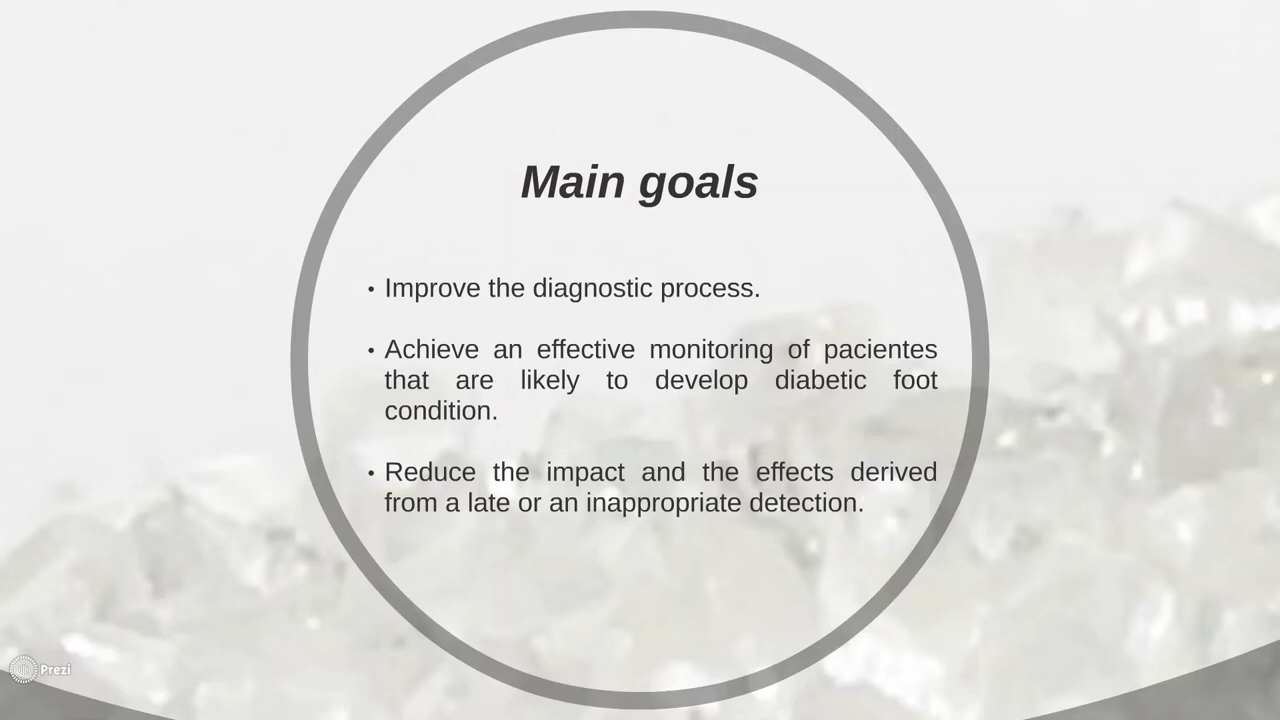 Main goals
• Improve the diagnostic process.
• Achieve an effective monitoring of pacientes
that are likely to develop diabetic foot
condition.
• Reduce the impact and the effects derived
from a late or an inappropriate detection.
Prezi